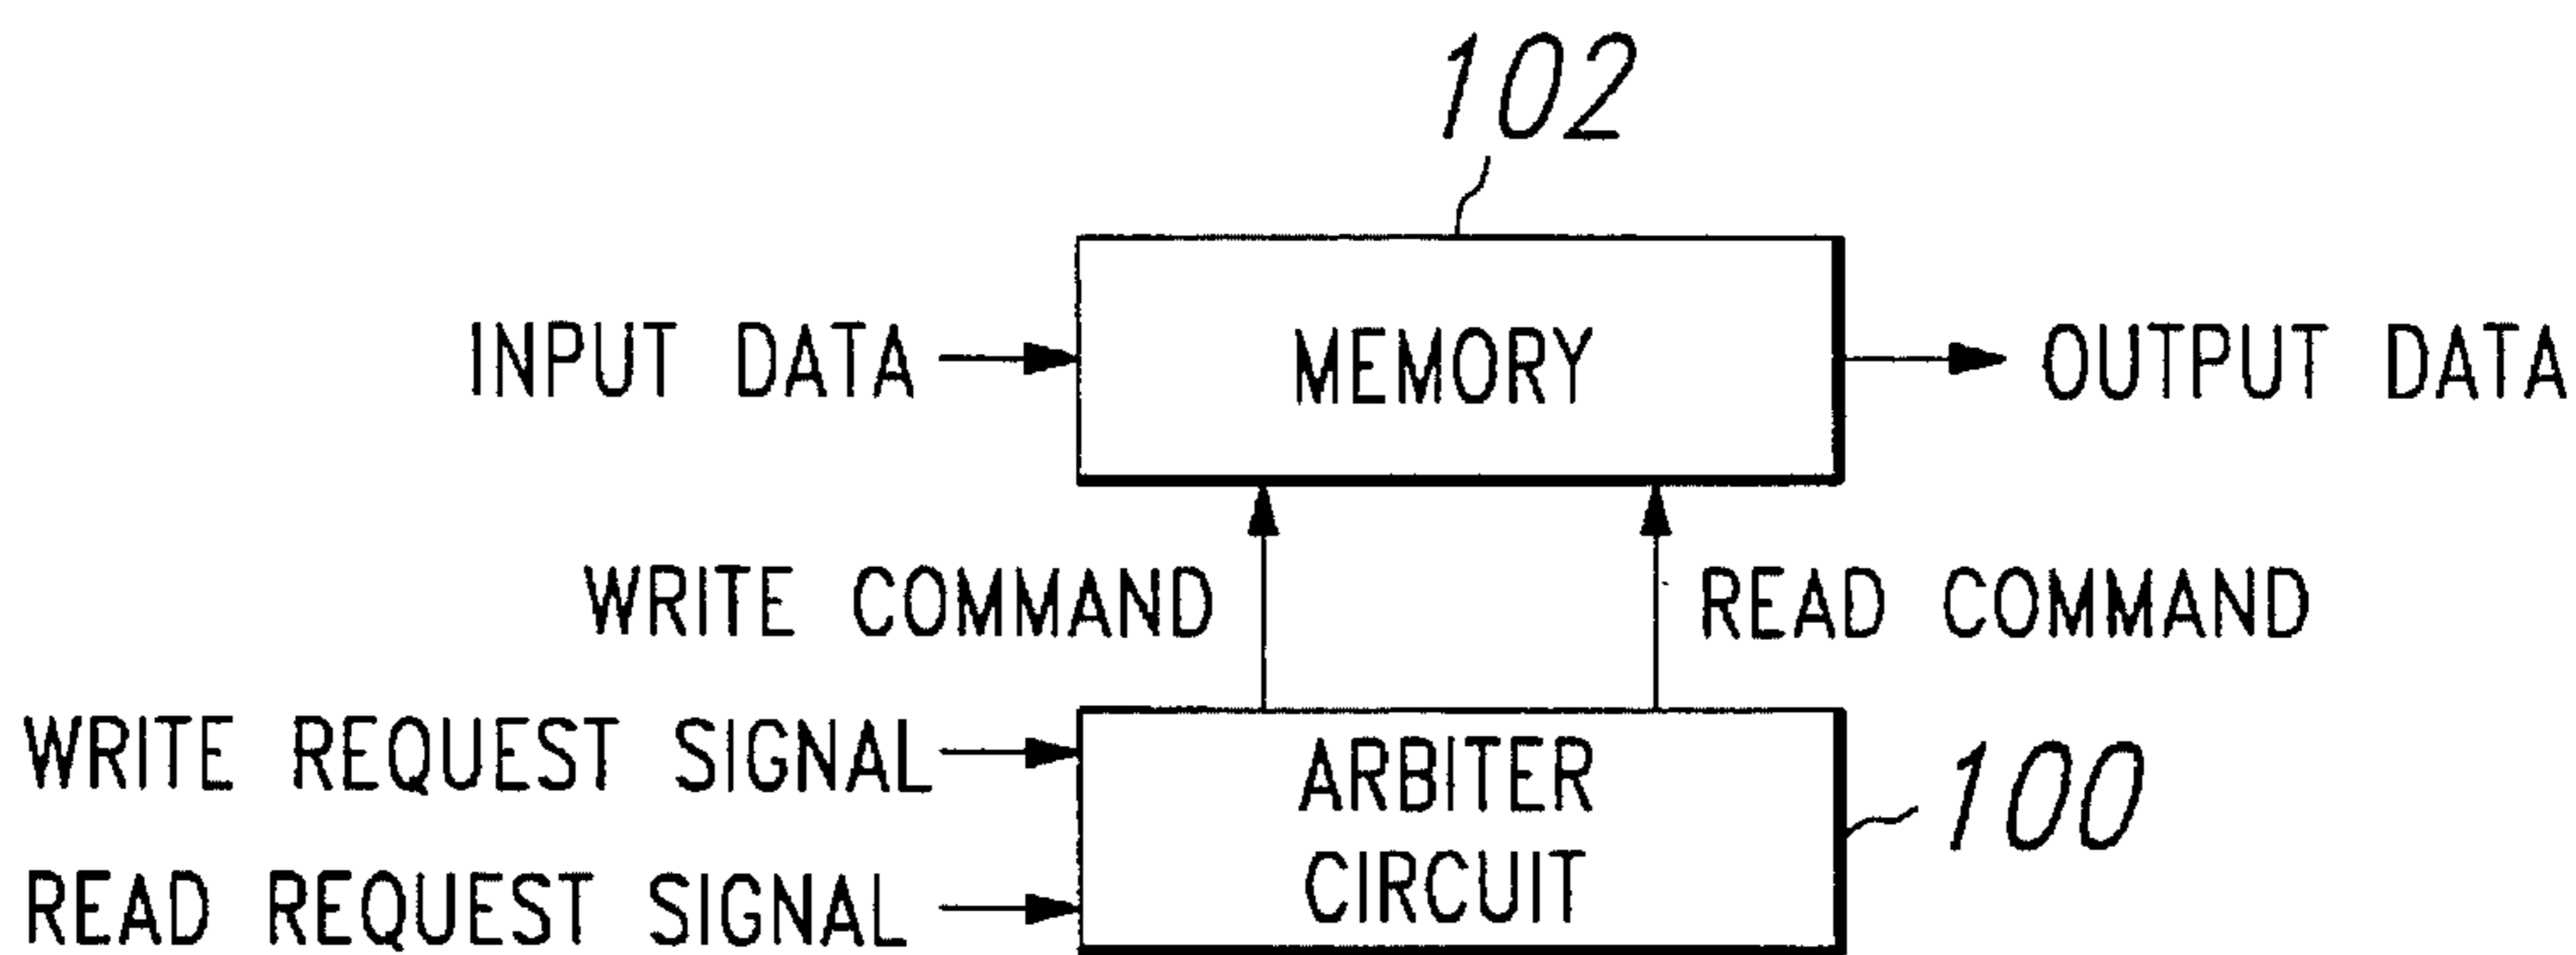 102
INPUT DATA
MEMORY
OUTPUT DATA
WRITE COMMAND
READ COMMAND
WRITE REQUEST SIGNAL
READ REQUEST SIGNAL
ARBITER
CIRCUIT
100